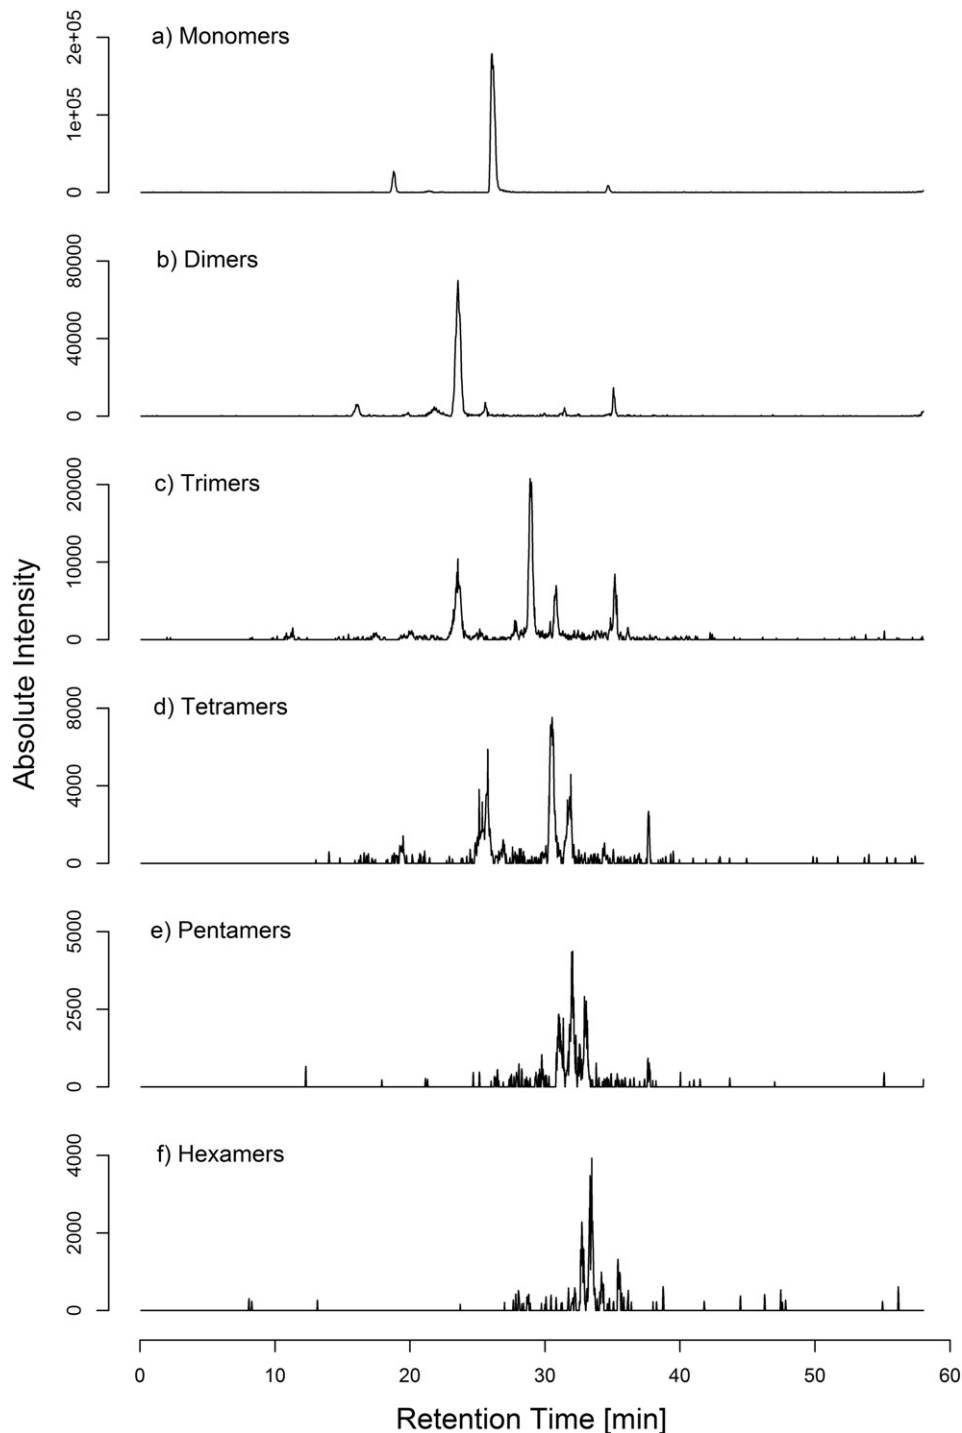 a) Monomers
2e+05
1e+05
0
b) Dimers
80000
40000
0
c) Trimers
20000
10000
0
d) Tetramers
8000
4000
0
e) Pentamers
5000
2500
0
f) Hexamers
4000
2000
0
Absolute Intensity
0 10 20 30 40 50 60
Retention Time [min]